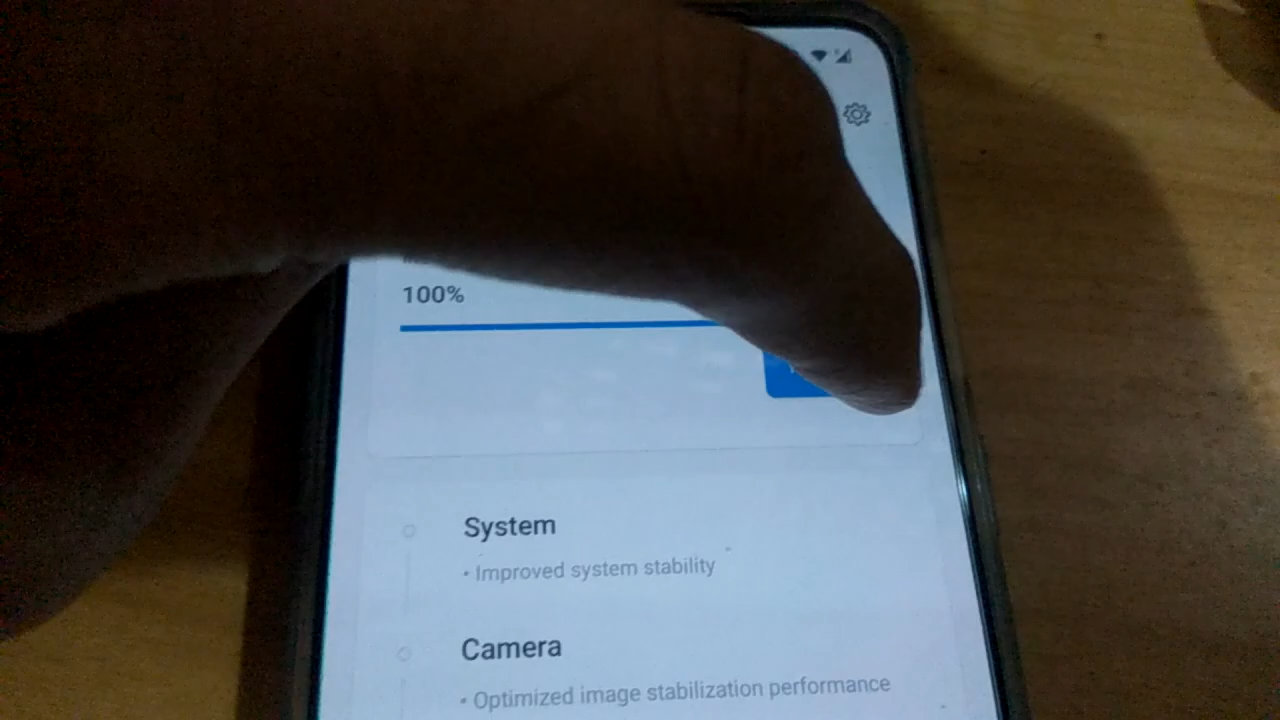 100%
System
• Improved system stability
Camera
• Optimized image stabilization performance